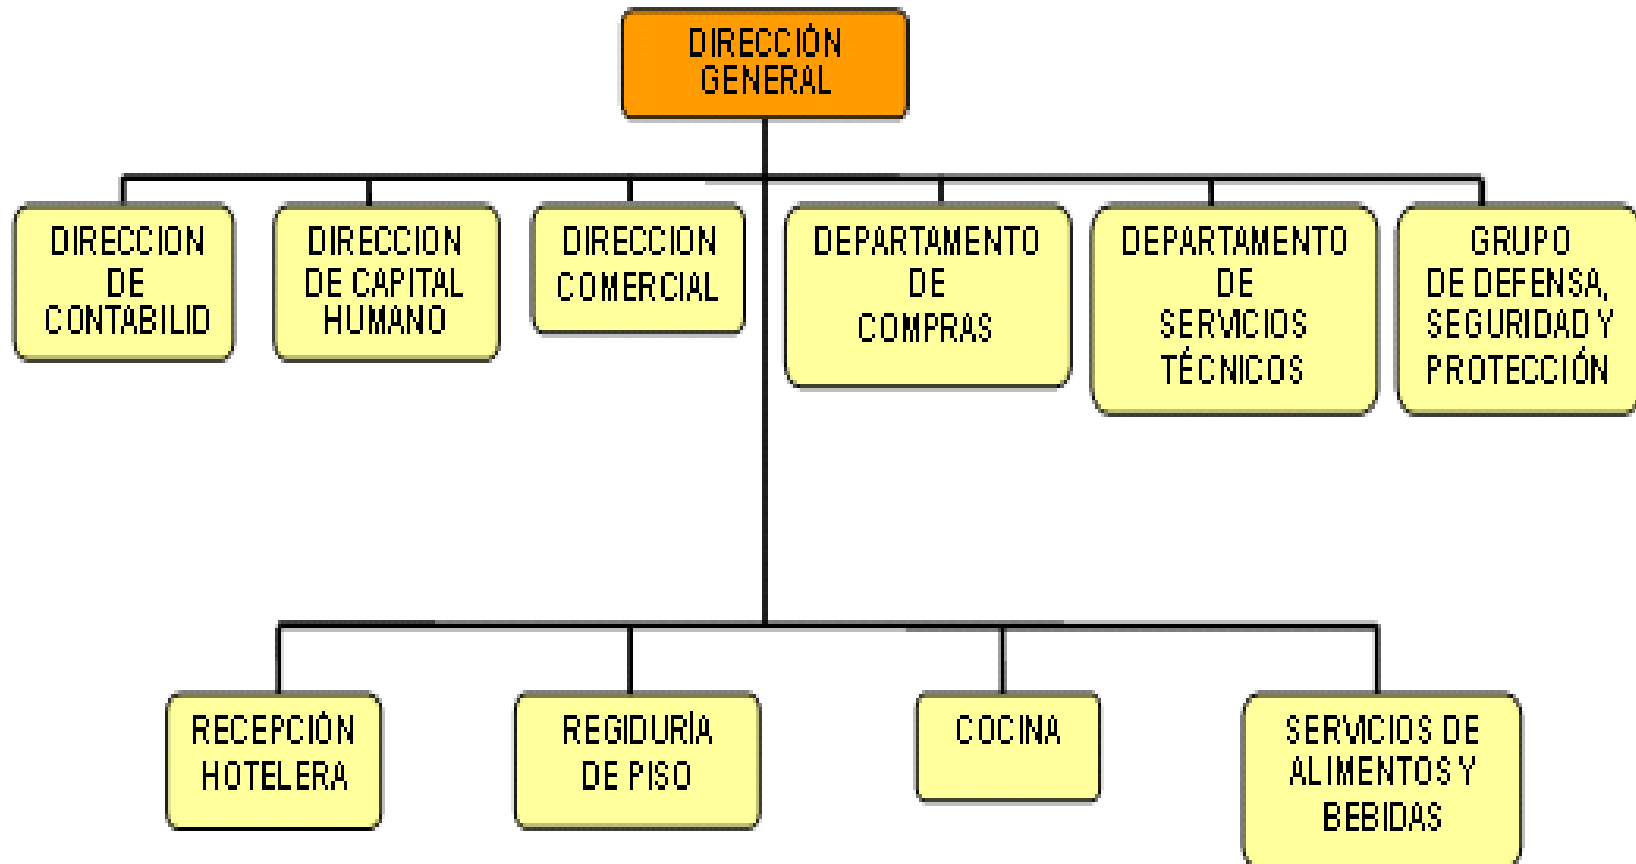 DIRECCIÓN
GENERAL
DIRECCION
DE
CONTABILID
DIRECCION
DE CAPITAL
HUMANO
DIRECCION
COMERCIAL
DEPARTAMENTO
DE
COMPRAS
DEPARTAMENTO
DE
SERVICIOS
TÉCNICOS
GRUPO
DE DEFENSA,
SEGURIDAD Y
PROTECCIÓN
RECEPCIÓN
HOTELERA
REGIDURÍA
DE PISO
COCINA
SERVICIOS DE
ALIMENTOS Y
BEBIDAS